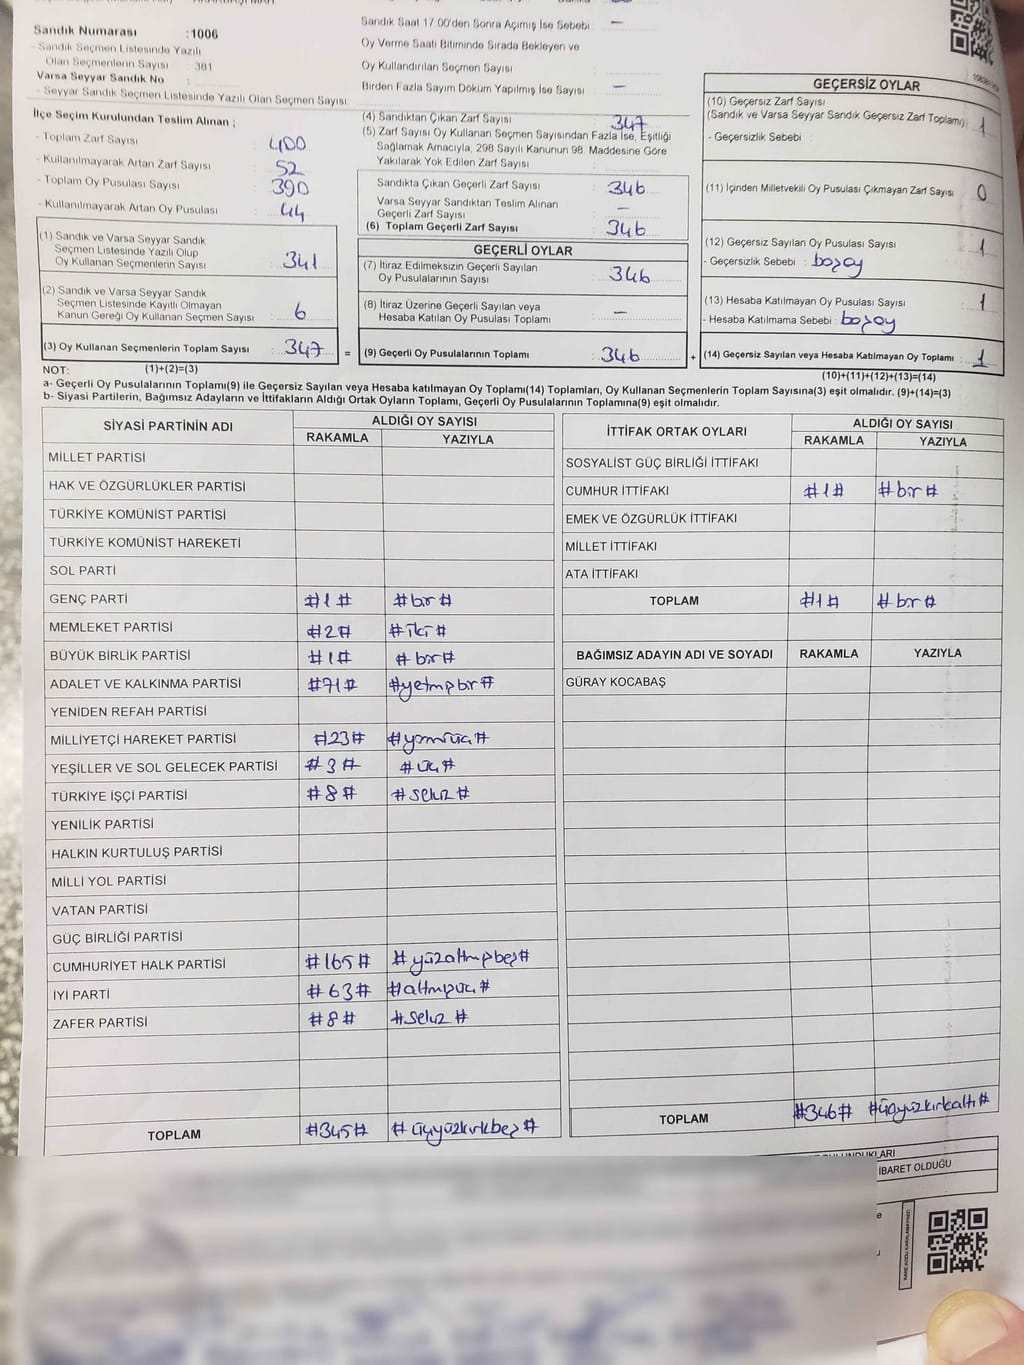 Sandık Numarası :1006
- Sandık Seçmen Listesinde Yazılı
Olan Seçmenlerin Sayısı : 381
Varsa Seyyar Sandık No :
- Seyyar Sandık Seçmen Listesinde Yazılı Olan Seçmen Sayısı
İlçe Seçim Kurulundan Teslim Alınan ;
- Toplam Zarf Sayısı : 400
- Kullanılmayarak Artan Zarf Sayısı : 52
- Toplam Oy Pusulası Sayısı : 390
- Kullanılmayarak Artan Oy Pusulası : 44
(1) Sandık ve Varsa Seyyar Sandık
Seçmen Listesinde Yazılı Olup
Oy Kullanan Seçmenlerin Sayısı : 341
(2) Sandık ve Varsa Seyyar Sandık
Seçmen Listesinde Kayıtlı Olmayan
Kanun Gereği Oy Kullanan Seçmen Sayısı : 6
(3) Oy Kullanan Seçmenlerin Toplam Sayısı : 347 =
Sandık Saat 17:00'den Sonra Açımış İse Sebebi : —
Oy Verme Saati Bitiminde Sırada Bekleyen ve
Oy Kullandırılan Seçmen Sayısı :
Birden Fazla Sayım Döküm Yapılmış İse Sayısı : —
(4) Sandıktan Çıkan Zarf Sayısı : 347
(5) Zarf Sayısı Oy Kullanan Seçmen Sayısından Fazla İse, Eşitliği
Sağlamak Amacıyla, 298 Sayılı Kanunun 98. Maddesine Göre
Yakılarak Yok Edilen Zarf Sayısı :
Sandıkta Çıkan Geçerli Zarf Sayısı : 346
Varsa Seyyar Sandıktan Teslim Alınan
Geçerli Zarf Sayısı : —
(6) Toplam Geçerli Zarf Sayısı : 346
GEÇERLİ OYLAR
(7) İtiraz Edilmeksizin Geçerli Sayılan
Oy Pusulalarının Sayısı : 346
(8) İtiraz Üzerine Geçerli Sayılan veya
Hesaba Katılan Oy Pusulası Toplamı : —
(9) Geçerli Oy Pusulalarının Toplamı : 346 +
GEÇERSİZ OYLAR
(10) Geçersiz Zarf Sayısı
(Sandık ve Varsa Seyyar Sandık Geçersiz Zarf Toplamı) : 1
- Geçersizlik Sebebi :
(11) İçinden Milletvekili Oy Pusulası Çıkmayan Zarf Sayısı : 0
(12) Geçersiz Sayılan Oy Pusulası Sayısı : 1
- Geçersizlik Sebebi :
(13) Hesaba Katılmayan Oy Pusulası Sayısı : 1
- Hesaba Katılmama Sebebi :
(14) Geçersiz Sayılan veya Hesaba Katılmayan Oy Toplamı : 1
NOT: (1)+(2)=(3) (10)+(11)+(12)+(13)=(14)
a- Geçerli Oy Pusulalarının Toplamı(9) ile Geçersiz Sayılan veya Hesaba katılmayan Oy Toplamı(14) Toplamları, Oy Kullanan Seçmenlerin Toplam Sayısına(3) eşit olmalıdır. (9)+(14)=(3)
b- Siyasi Partilerin, Bağımsız Adayların ve İttifakların Aldığı Ortak Oyların Toplamı, Geçerli Oy Pusulalarının Toplamına(9) eşit olmalıdır.
SİYASİ PARTİNİN ADI ALDIĞI OY SAYISI
RAKAMLA YAZIYLA
MİLLET PARTİSİ
HAK VE ÖZGÜRLÜKLER PARTİSİ
TÜRKİYE KOMÜNİST PARTİSİ
TÜRKİYE KOMÜNİST HAREKETİ
SOL PARTİ
GENÇ PARTİ #1# #bir#
MEMLEKET PARTİSİ #2# #iki#
BÜYÜK BİRLİK PARTİSİ #1# #bir#
ADALET VE KALKINMA PARTİSİ #71# #yetmişbir#
YENİDEN REFAH PARTİSİ
MİLLİYETÇİ HAREKET PARTİSİ #23# #yirmiüç#
YEŞİLLER VE SOL GELECEK PARTİSİ #3# #üç#
TÜRKİYE İŞÇİ PARTİSİ #8# #sekiz#
YENİLİK PARTİSİ
HALKIN KURTULUŞ PARTİSİ
MİLLİ YOL PARTİSİ
VATAN PARTİSİ
GÜÇ BİRLİĞİ PARTİSİ
CUMHURİYET HALK PARTİSİ #165# #yüzaltmışbeş#
İYİ PARTİ #63# #altmışüç#
ZAFER PARTİSİ #8# #sekiz#
TOPLAM #345# #üçyüzkırkbeş#
İTTİFAK ORTAK OYLARI ALDIĞI OY SAYISI
RAKAMLA YAZIYLA
SOSYALİST GÜÇ BİRLİĞİ İTTİFAKI
CUMHUR İTTİFAKI #1# #bir#
EMEK VE ÖZGÜRLÜK İTTİFAKI
MİLLET İTTİFAKI
ATA İTTİFAKI
TOPLAM #1# #bir#
BAĞIMSIZ ADAYIN ADI VE SOYADI RAKAMLA YAZIYLA
GÜRAY KOCABAŞ
TOPLAM #346# #üçyüzkırkaltı#
İBARET OLDUĞU